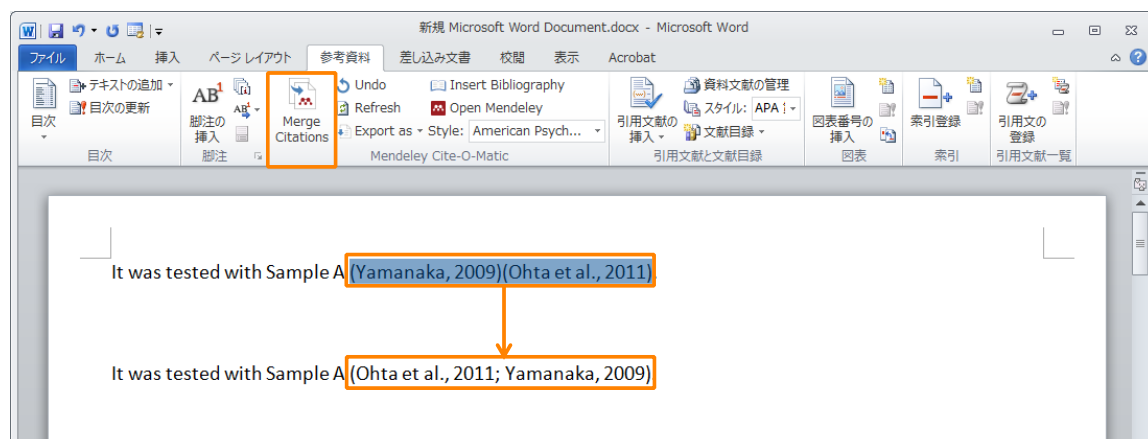 新規 Microsoft Word Document.docx - Microsoft Word
ファイル ホーム 挿入 ページ レイアウト 参考資料 差し込み文書 校閲 表示 Acrobat
目次
テキストの追加
目次の更新
目次
AB¹
脚注の
挿入
AB
脚注
Merge
Citations
Undo
Refresh
Export as
Insert Bibliography
Open Mendeley
Style: American Psych...
Mendeley Cite-O-Matic
引用文献の
挿入
資料文献の管理
スタイル: APA
文献目録
引用文献と文献目録
図表番号の
挿入
図表
索引登録
索引
引用文の
登録
引用文献一覧
It was tested with Sample A (Yamanaka, 2009)(Ohta et al., 2011).
It was tested with Sample A (Ohta et al., 2011; Yamanaka, 2009)